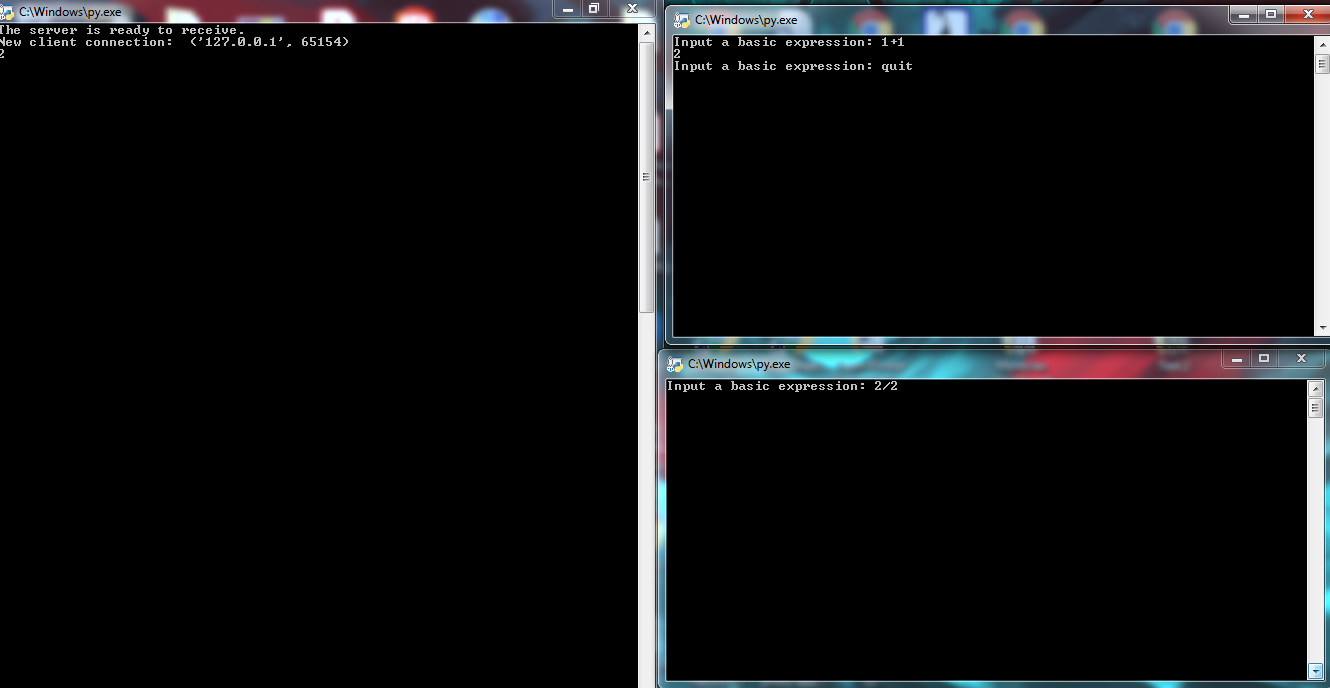 C:\Windows\py.exe
The server is ready to receive.
New client connection:  ('127.0.0.1', 65154)
2
C:\Windows\py.exe
Input a basic expression: 1+1
2
Input a basic expression: quit
C:\Windows\py.exe
Input a basic expression: 2/2